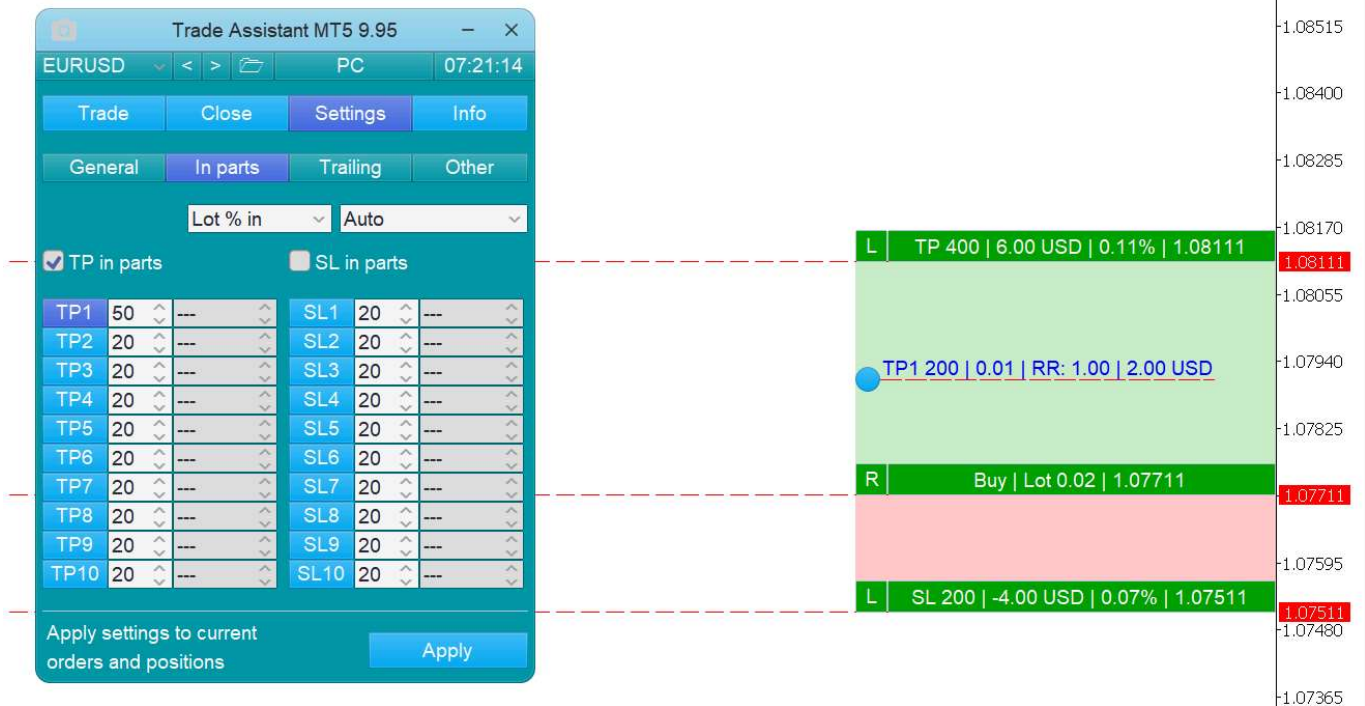 Trade Assistant MT5 9.95
EURUSD < > PC 07:21:14
Trade Close Settings Info
General In parts Trailing Other
Lot % in Auto
TP in parts SL in parts
TP1 50 --- SL1 20 ---
TP2 20 --- SL2 20 ---
TP3 20 --- SL3 20 ---
TP4 20 --- SL4 20 ---
TP5 20 --- SL5 20 ---
TP6 20 --- SL6 20 ---
TP7 20 --- SL7 20 ---
TP8 20 --- SL8 20 ---
TP9 20 --- SL9 20 ---
TP10 20 --- SL10 20 ---
Apply settings to current
orders and positions
Apply
L TP 400 | 6.00 USD | 0.11% | 1.08111
TP1 200 | 0.01 | RR: 1.00 | 2.00 USD
R Buy | Lot 0.02 | 1.07711
L SL 200 | -4.00 USD | 0.07% | 1.07511
1.08515
1.08400
1.08285
1.08170
1.08111
1.08055
1.07940
1.07825
1.07711
1.07595
1.07511
1.07480
1.07365